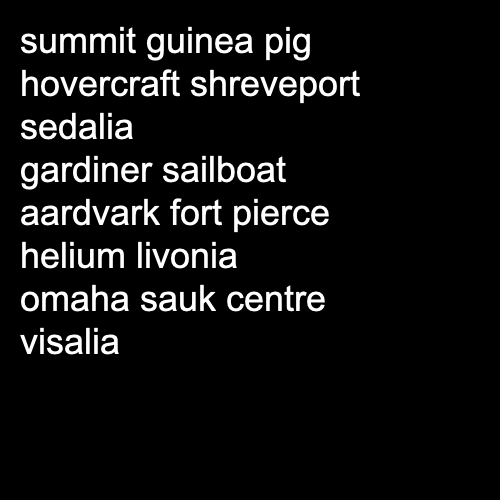 summit guinea pig
hovercraft shreveport
sedalia
gardiner sailboat
aardvark fort pierce
helium livonia
omaha sauk centre
visalia